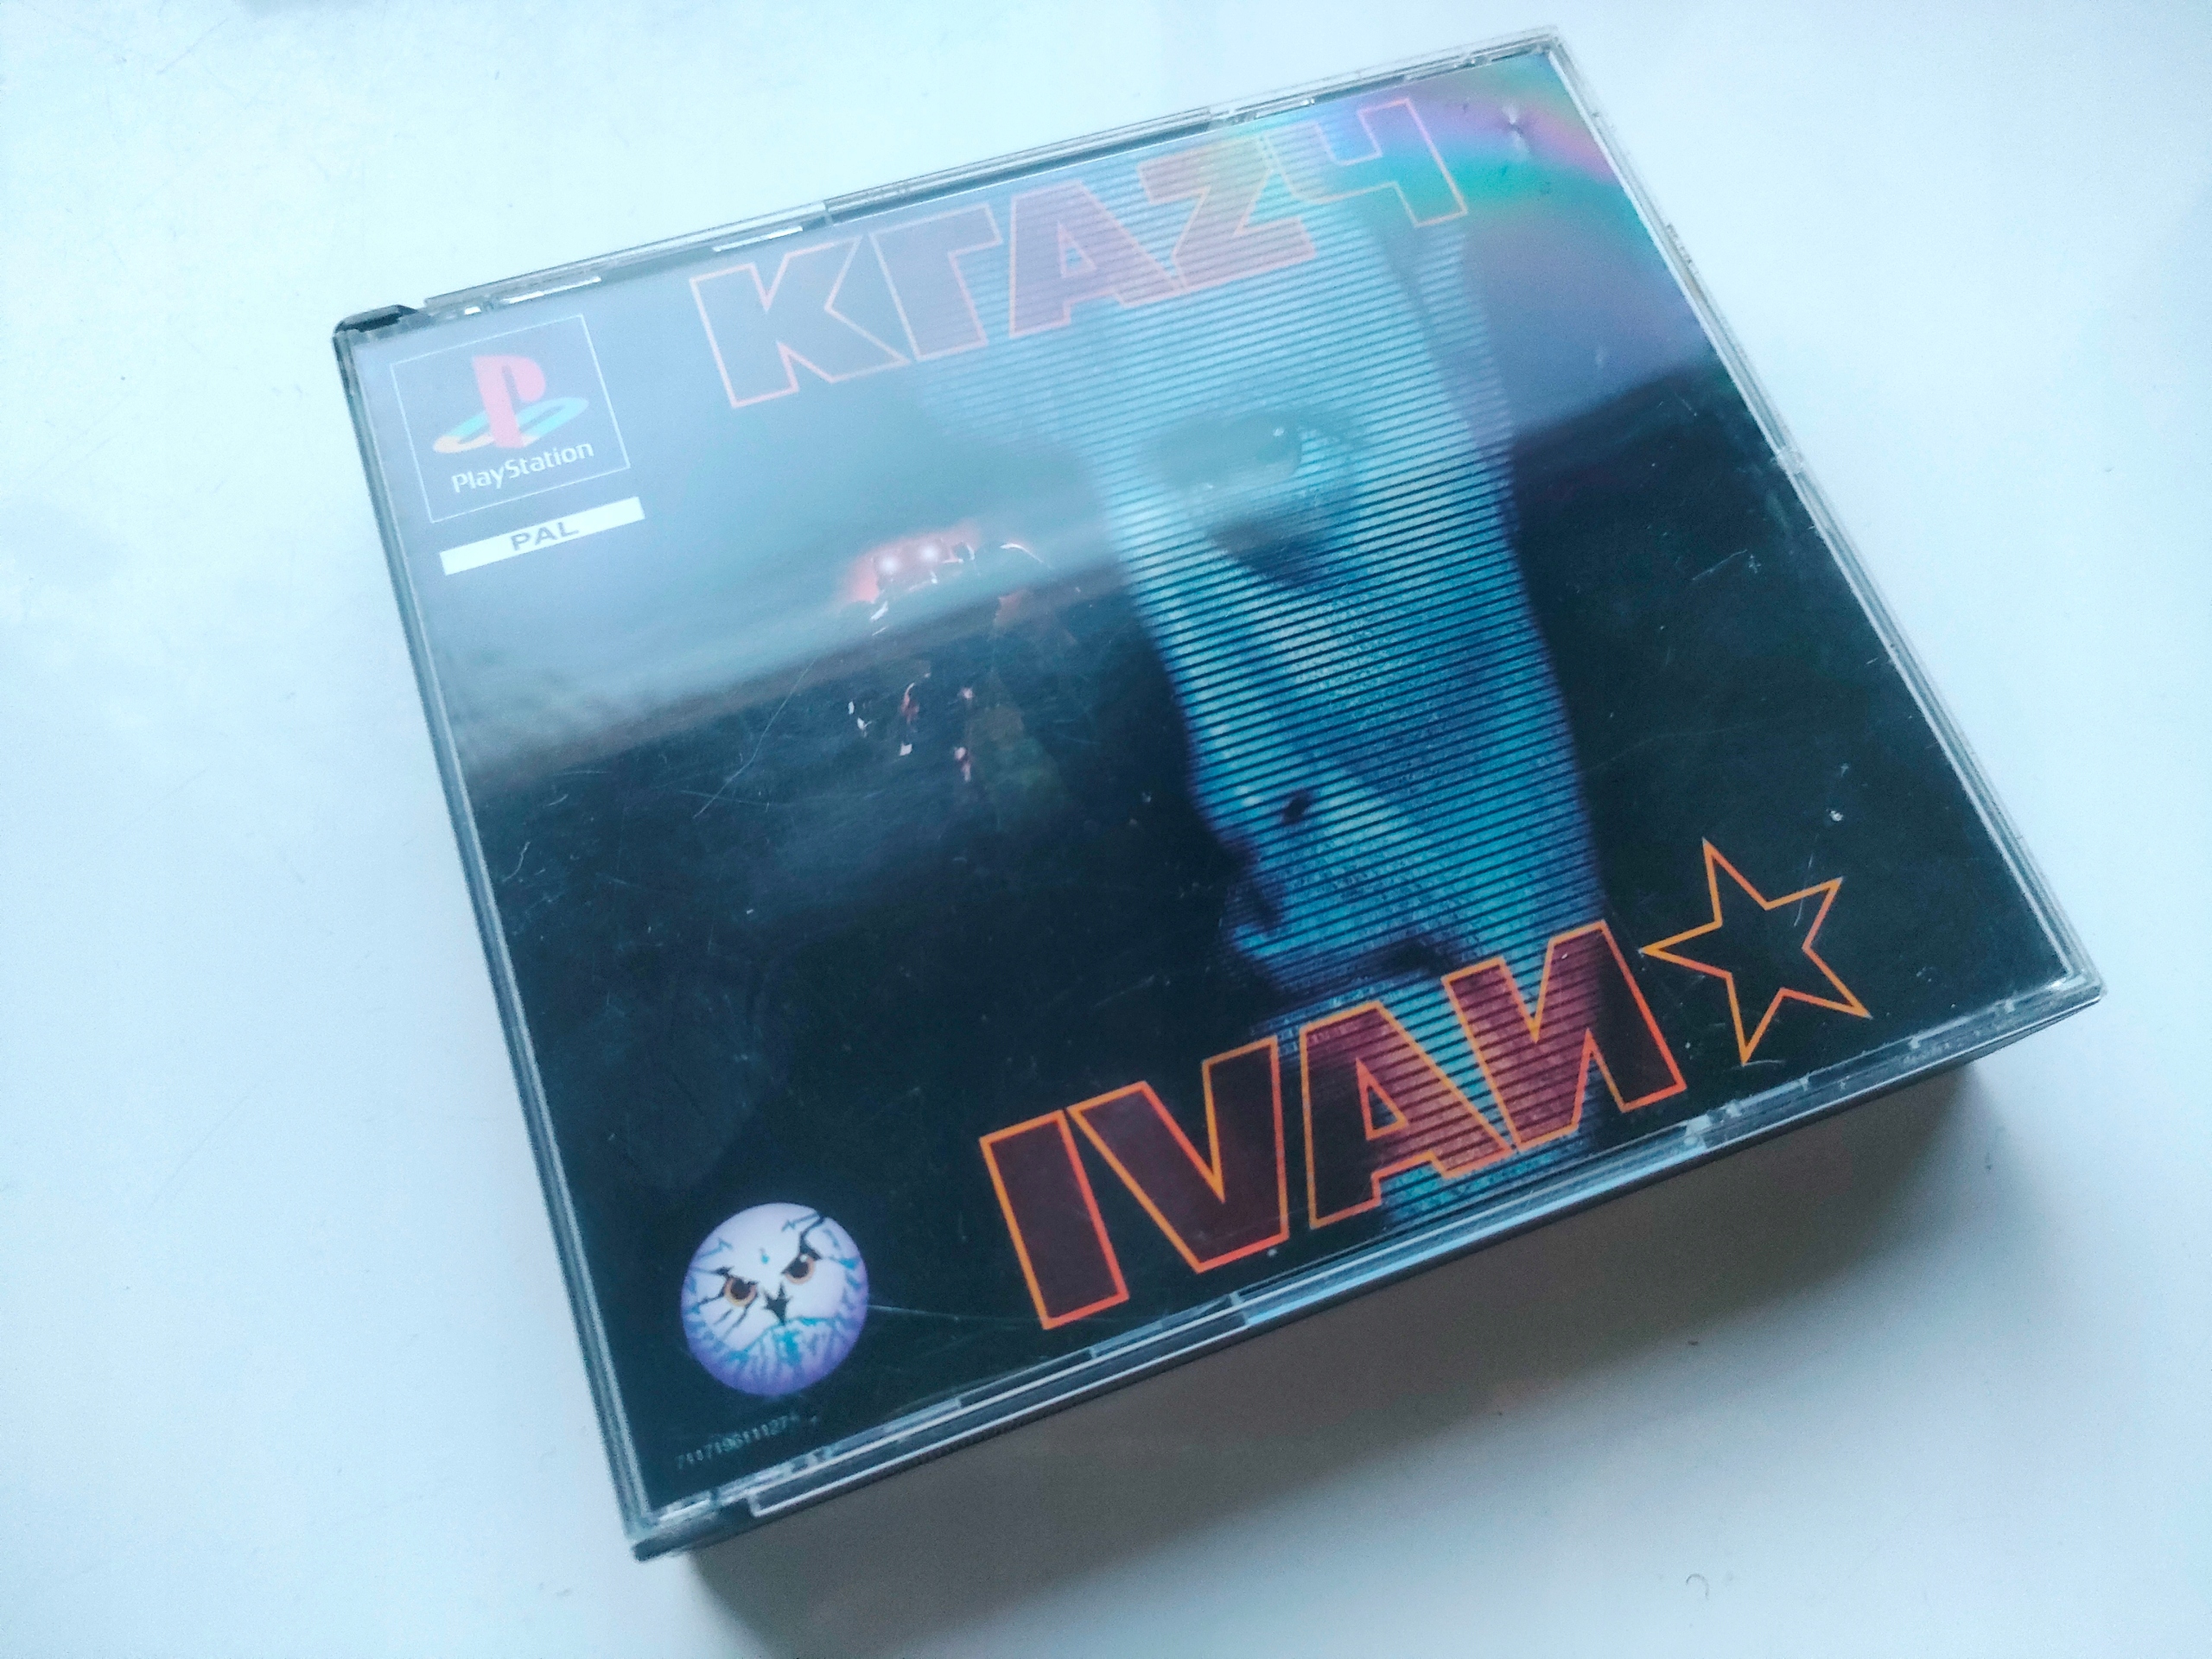 KГAZЧ
PlayStation
PAL
IVAИ